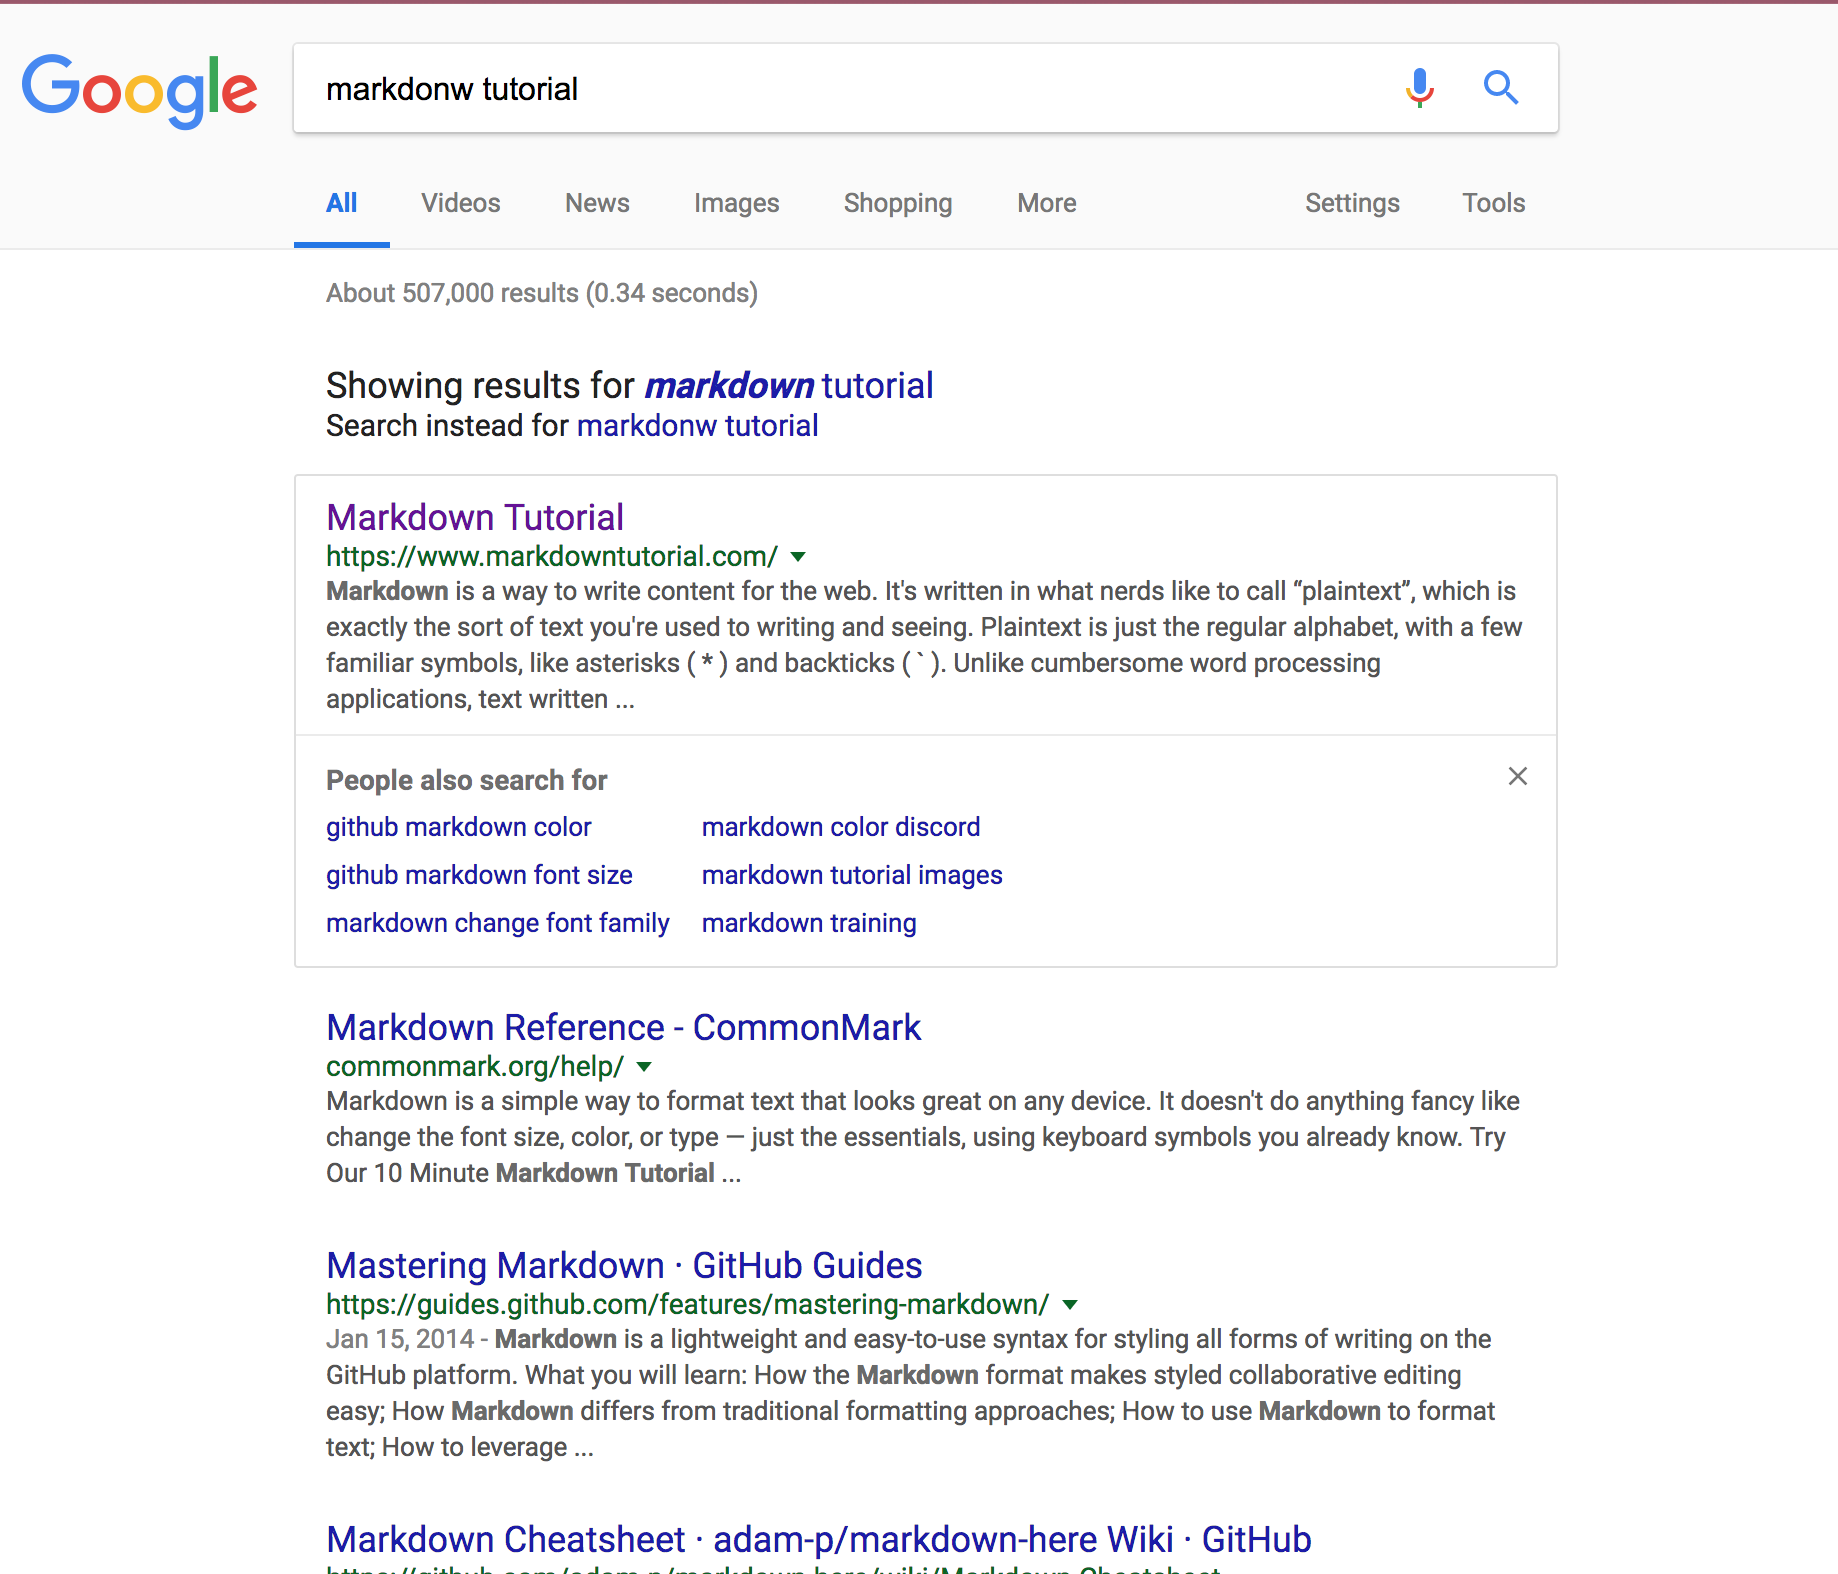 Google
markdonw tutorial
All Videos News Images Shopping More Settings Tools
About 507,000 results (0.34 seconds)
Showing results for markdown tutorial
Search instead for markdonw tutorial
Markdown Tutorial
https://www.markdowntutorial.com/
Markdown is a way to write content for the web. It's written in what nerds like to call “plaintext”, which is
exactly the sort of text you're used to writing and seeing. Plaintext is just the regular alphabet, with a few
familiar symbols, like asterisks ( * ) and backticks ( ` ). Unlike cumbersome word processing
applications, text written ...
People also search for
github markdown color markdown color discord
github markdown font size markdown tutorial images
markdown change font family markdown training
Markdown Reference - CommonMark
commonmark.org/help/
Markdown is a simple way to format text that looks great on any device. It doesn't do anything fancy like
change the font size, color, or type — just the essentials, using keyboard symbols you already know. Try
Our 10 Minute Markdown Tutorial ...
Mastering Markdown · GitHub Guides
https://guides.github.com/features/mastering-markdown/
Jan 15, 2014 - Markdown is a lightweight and easy-to-use syntax for styling all forms of writing on the
GitHub platform. What you will learn: How the Markdown format makes styled collaborative editing
easy; How Markdown differs from traditional formatting approaches; How to use Markdown to format
text; How to leverage ...
Markdown Cheatsheet · adam-p/markdown-here Wiki · GitHub
https://github.com/adam-p/markdown-here/wiki/Markdown-Cheatsheet